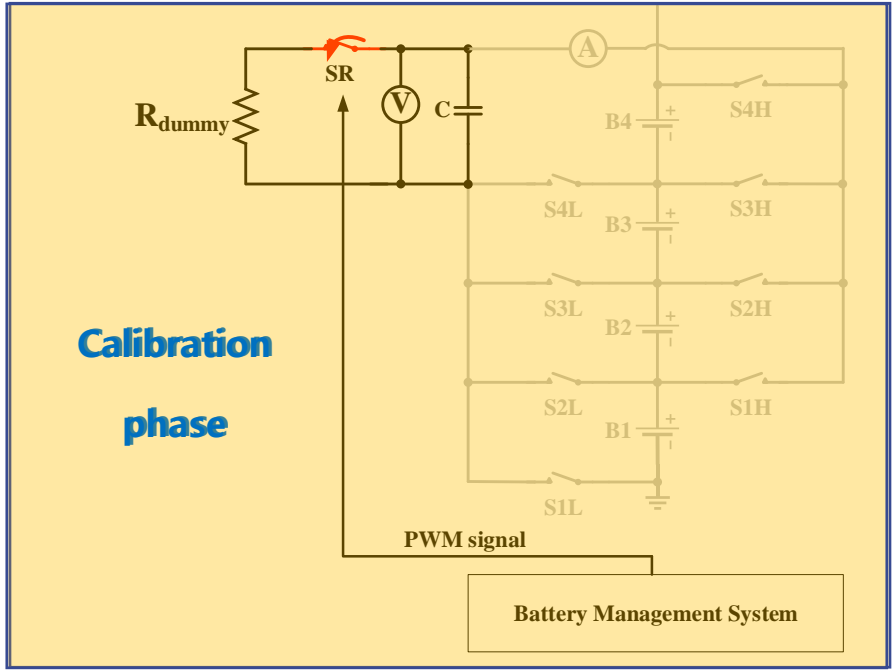 A
SR
V
C
R_dummy
B4
+
S4H
S4L
S3H
B3
+
S3L
S2H
B2
+
S2L
S1H
B1
+
S1L
Calibration
phase
PWM signal
Battery Management System